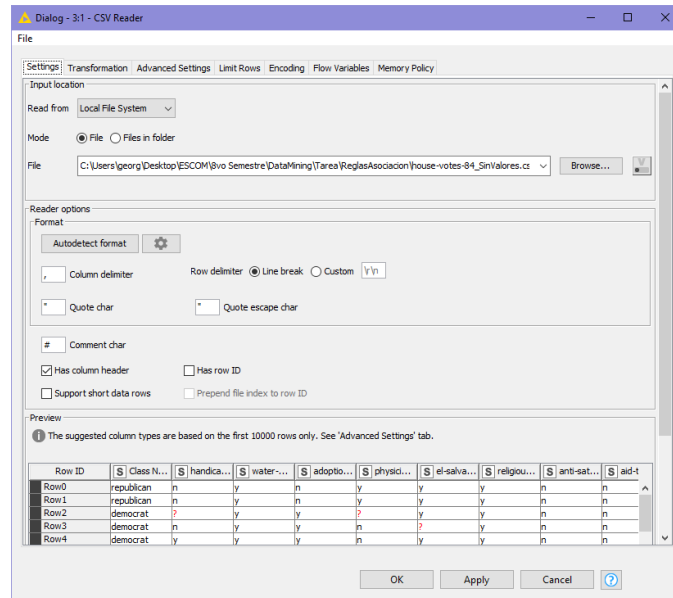 Dialog - 3:1 - CSV Reader
File
Settings Transformation Advanced Settings Limit Rows Encoding Flow Variables Memory Policy
Input location
Read from Local File System
Mode File Files in folder
File C:\Users\georg\Desktop\ESCOM\8vo Semestre\DataMining\Tarea\ReglasAsociacion\house-votes-84_SinValores.cs Browse... V
Reader options
Format
Autodetect format
, Column delimiter Row delimiter Line break Custom \r\n
" Quote char " Quote escape char
# Comment char
Has column header Has row ID
Support short data rows Prepend file index to row ID
Preview
The suggested column types are based on the first 10000 rows only. See 'Advanced Settings' tab.
Row ID S Class N... S handica... S water-... S adoptio... S physici... S el-salva... S religiou... S anti-sat... S aid-t
Row0 republican n y n y y y n n
Row1 republican n y n y y y n n
Row2 democrat ? y y ? y y n n
Row3 democrat n y y n ? y n n
Row4 democrat y y y n y y n n
OK Apply Cancel ?